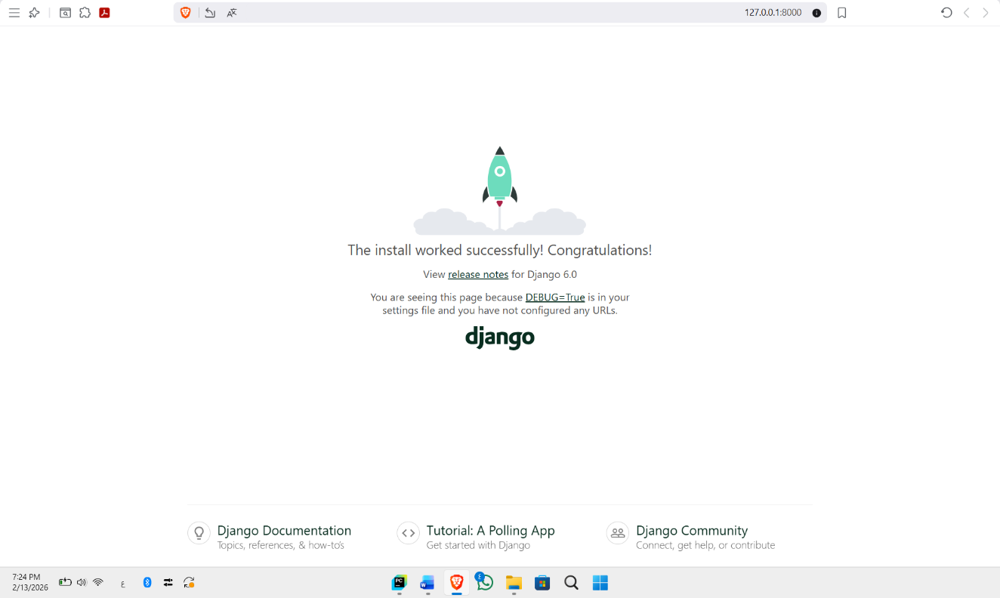 127.0.0.1:8000
The install worked successfully! Congratulations!
View release notes for Django 6.0
You are seeing this page because DEBUG=True is in your
settings file and you have not configured any URLs.
django
Django Documentation
Topics, references, & how-to's
Tutorial: A Polling App
Get started with Django
Django Community
Connect, get help, or contribute
7:24 PM
2/13/2026
ع
PC
W
٤